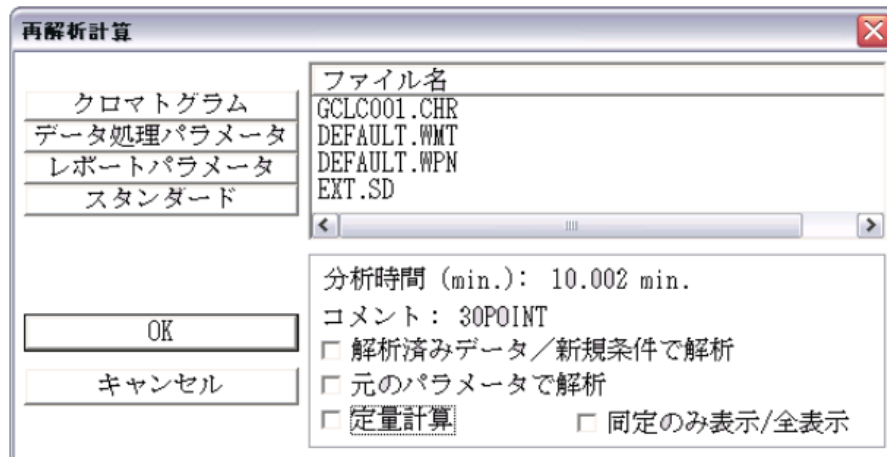 再解析計算
クロマトグラム
データ処理パラメータ
レポートパラメータ
スタンダード
ファイル名
GCLC001.CHR
DEFAULT.WMT
DEFAULT.WPN
EXT.SD
OK
キャンセル
分析時間 (min.): 10.002 min.
コメント: 30POINT
解析済みデータ/新規条件で解析
元のパラメータで解析
定量計算
同定のみ表示/全表示